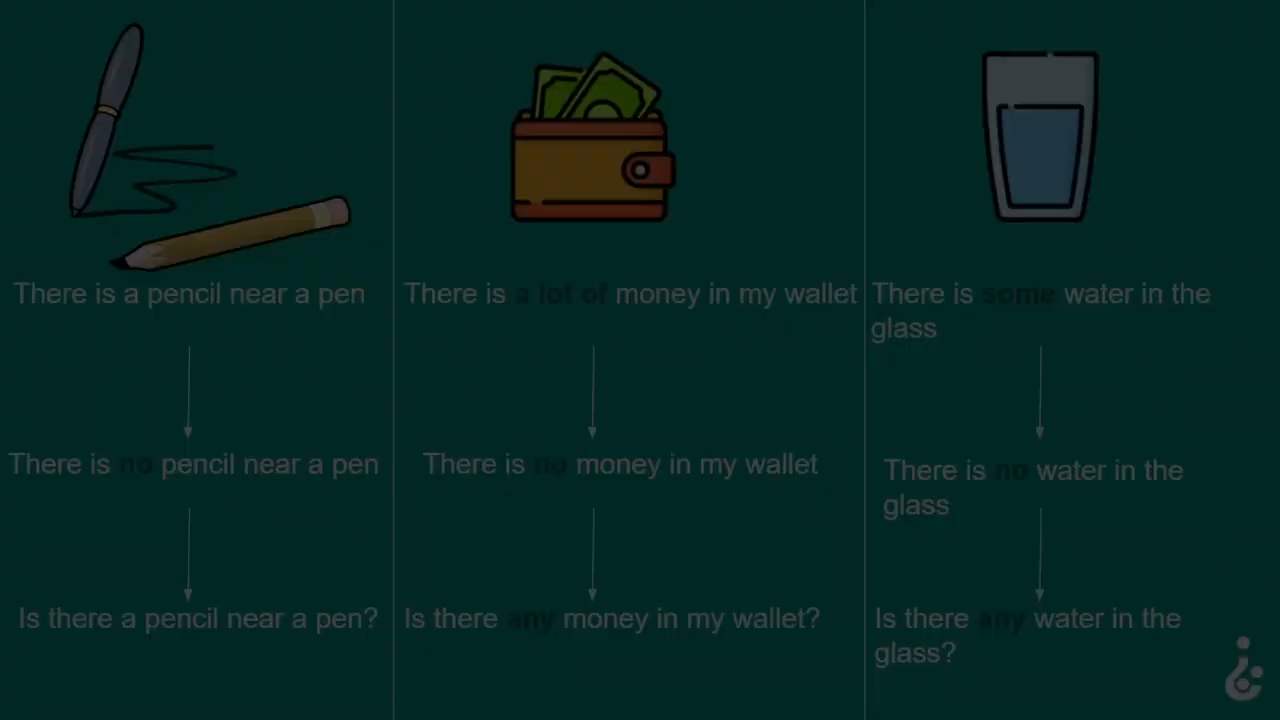 There is a pencil near a pen
There is no pencil near a pen
Is there a pencil near a pen?
There is a lot of money in my wallet
There is no money in my wallet
Is there any money in my wallet?
There is some water in the
glass
There is no water in the
glass
Is there any water in the
glass?